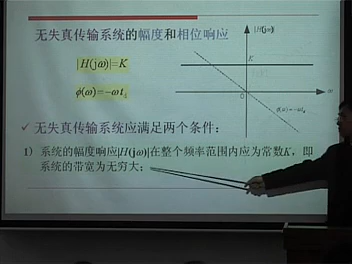 无失真传输系统的幅度和相位响应
|H(jω)|
|H(jω)|=K
K
φ(ω)=-ωt
O
ω
φ(ω)=-ωt
✓ 无失真传输系统应满足两个条件:
1) 系统的幅度响应|H(jω)|在整个频率范围内应为常数K,即
系统的带宽为无穷大;